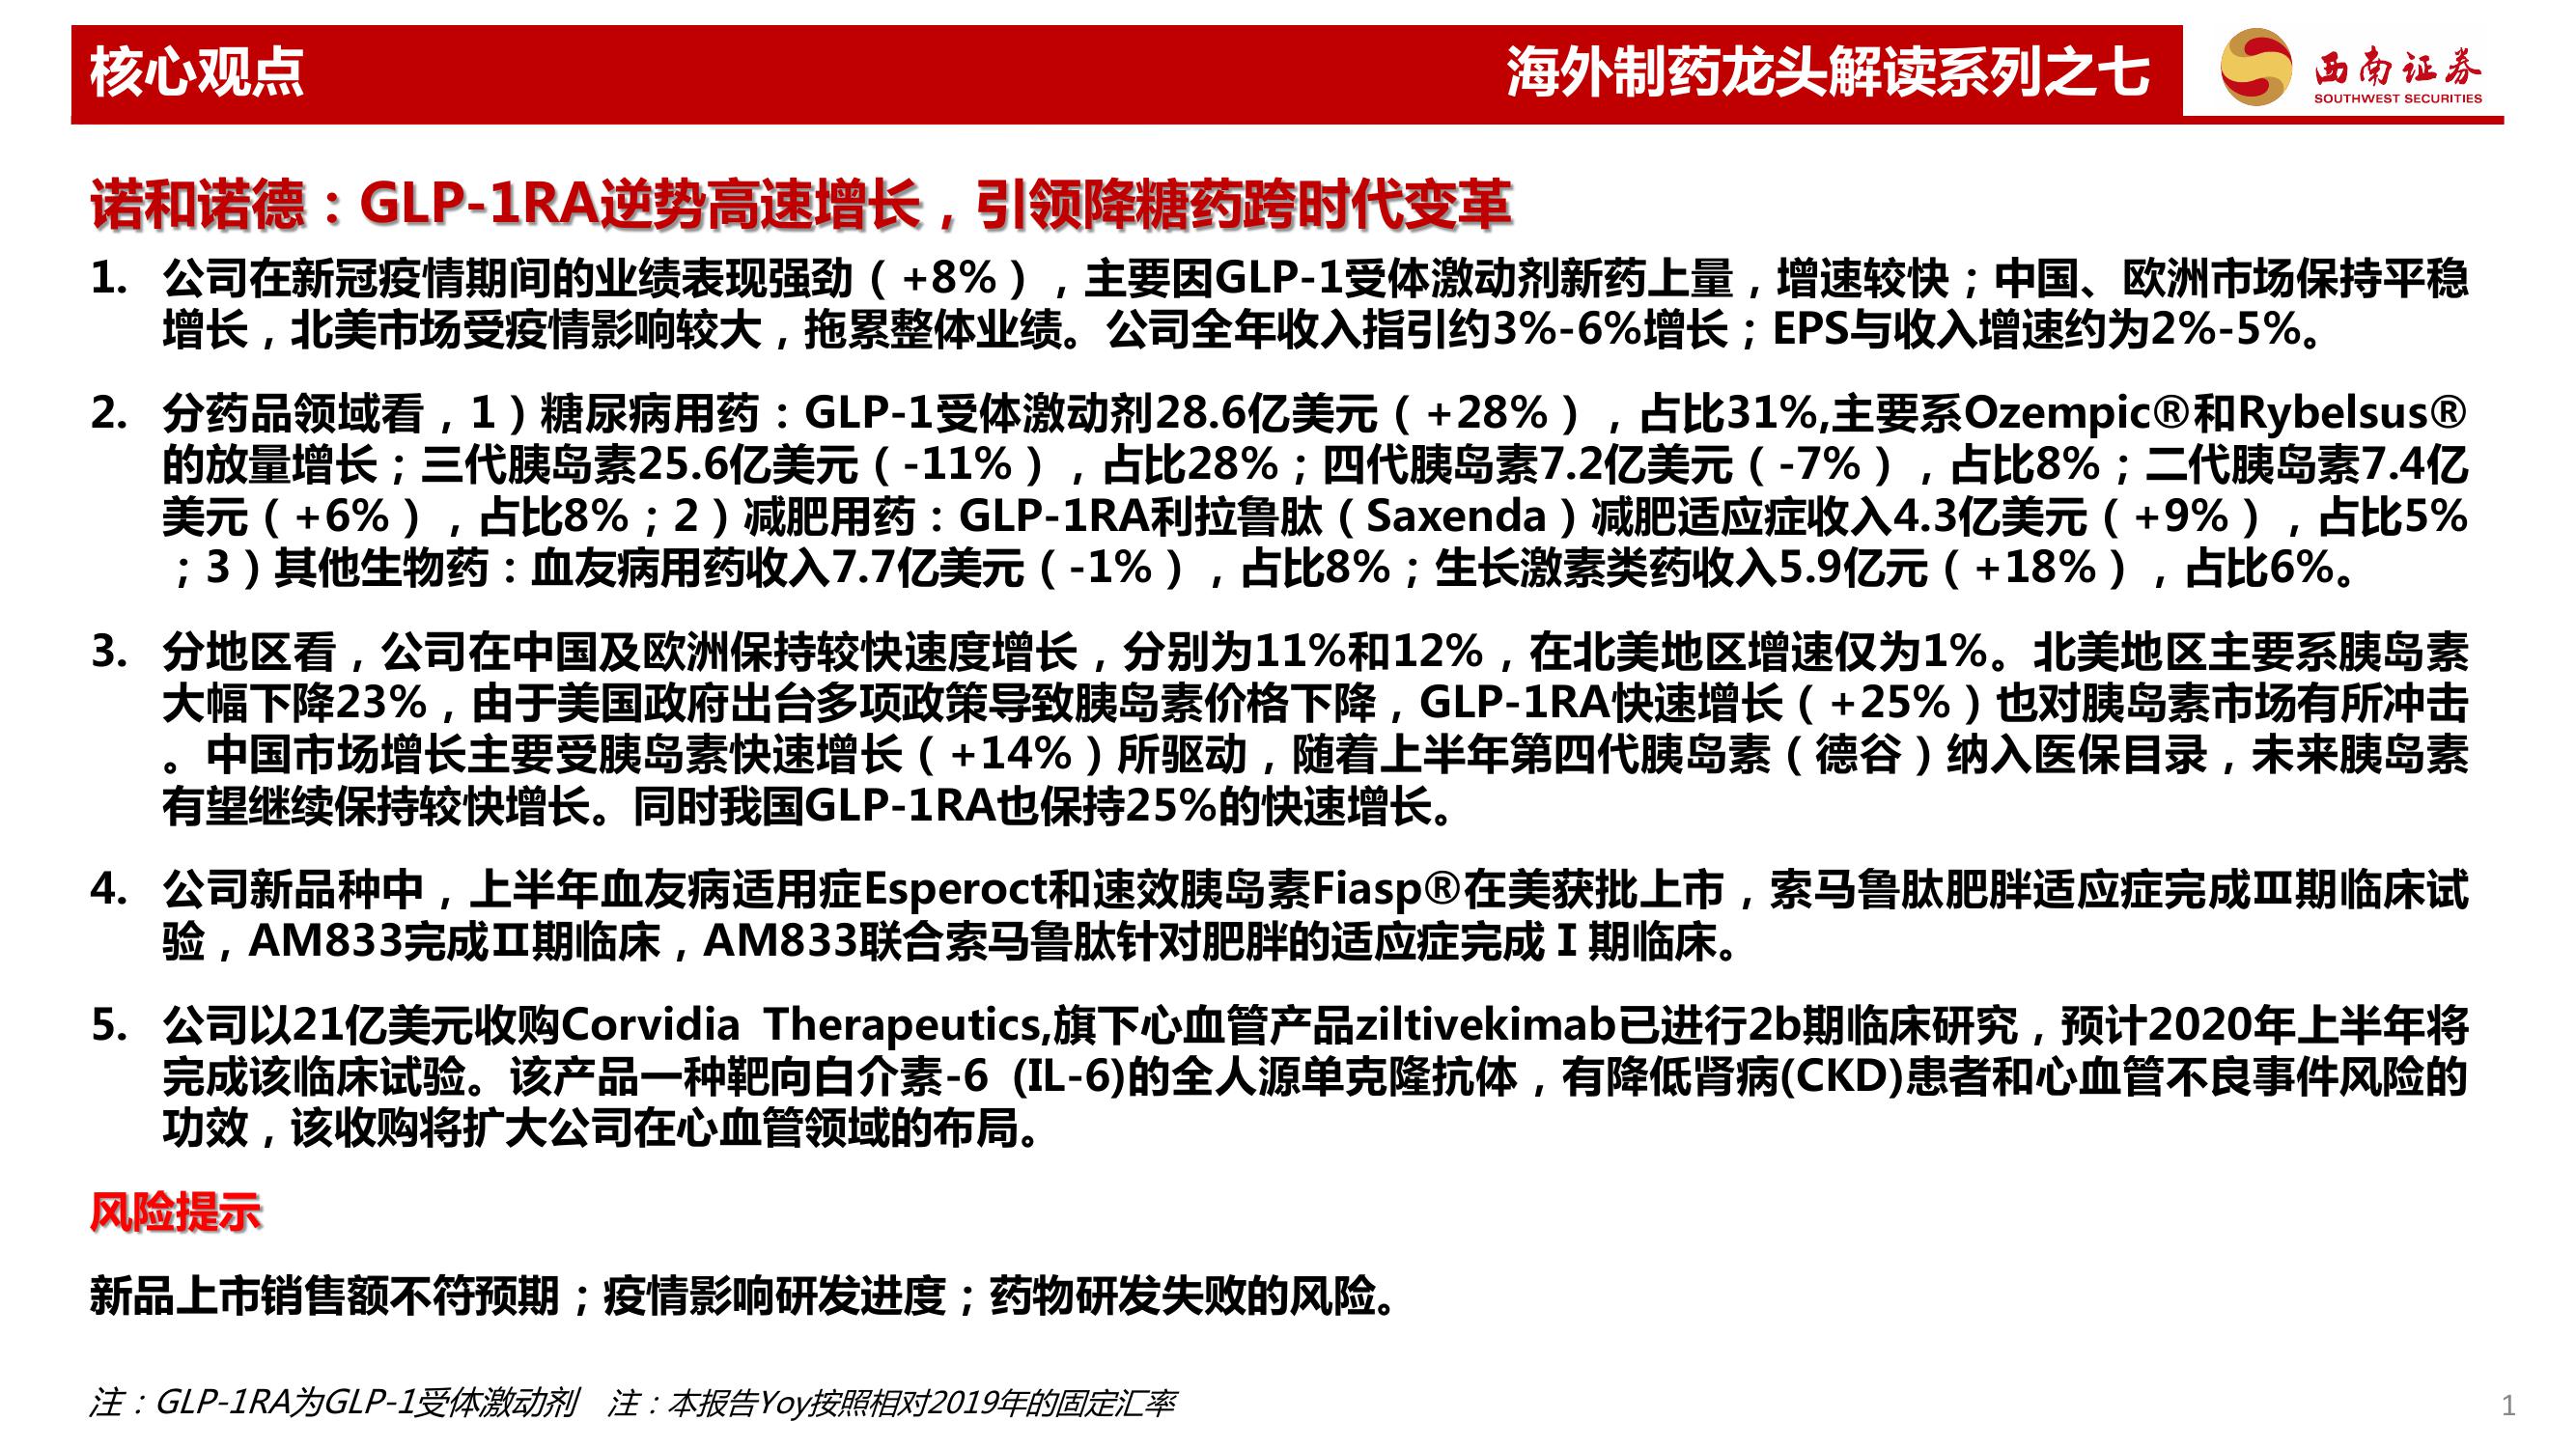 核心观点
海外制药龙头解读系列之七
西南证券
SOUTHWEST SECURITIES
诺和诺德：GLP-1RA逆势高速增长，引领降糖药跨时代变革
1. 公司在新冠疫情期间的业绩表现强劲（+8%），主要因GLP-1受体激动剂新药上量，增速较快；中国、欧洲市场保持平稳
增长，北美市场受疫情影响较大，拖累整体业绩。公司全年收入指引约3%-6%增长；EPS与收入增速约为2%-5%。
2. 分药品领域看，1）糖尿病用药：GLP-1受体激动剂28.6亿美元（+28%），占比31%,主要系Ozempic®和Rybelsus®
的放量增长；三代胰岛素25.6亿美元（-11%），占比28%；四代胰岛素7.2亿美元（-7%），占比8%；二代胰岛素7.4亿
美元（+6%），占比8%；2）减肥用药：GLP-1RA利拉鲁肽（Saxenda）减肥适应症收入4.3亿美元（+9%），占比5%
；3）其他生物药：血友病用药收入7.7亿美元（-1%），占比8%；生长激素类药收入5.9亿元（+18%），占比6%。
3. 分地区看，公司在中国及欧洲保持较快速度增长，分别为11%和12%，在北美地区增速仅为1%。北美地区主要系胰岛素
大幅下降23%，由于美国政府出台多项政策导致胰岛素价格下降，GLP-1RA快速增长（+25%）也对胰岛素市场有所冲击
。中国市场增长主要受胰岛素快速增长（+14%）所驱动，随着上半年第四代胰岛素（德谷）纳入医保目录，未来胰岛素
有望继续保持较快增长。同时我国GLP-1RA也保持25%的快速增长。
4. 公司新品种中，上半年血友病适用症Esperoct和速效胰岛素Fiasp®在美获批上市，索马鲁肽肥胖适应症完成Ⅲ期临床试
验，AM833完成Ⅱ期临床，AM833联合索马鲁肽针对肥胖的适应症完成Ⅰ期临床。
5. 公司以21亿美元收购Corvidia Therapeutics,旗下心血管产品ziltivekimab已进行2b期临床研究，预计2020年上半年将
完成该临床试验。该产品一种靶向白介素-6 (IL-6)的全人源单克隆抗体，有降低肾病(CKD)患者和心血管不良事件风险的
功效，该收购将扩大公司在心血管领域的布局。
风险提示
新品上市销售额不符预期；疫情影响研发进度；药物研发失败的风险。
注：GLP-1RA为GLP-1受体激动剂 注：本报告Yoy按照相对2019年的固定汇率
1